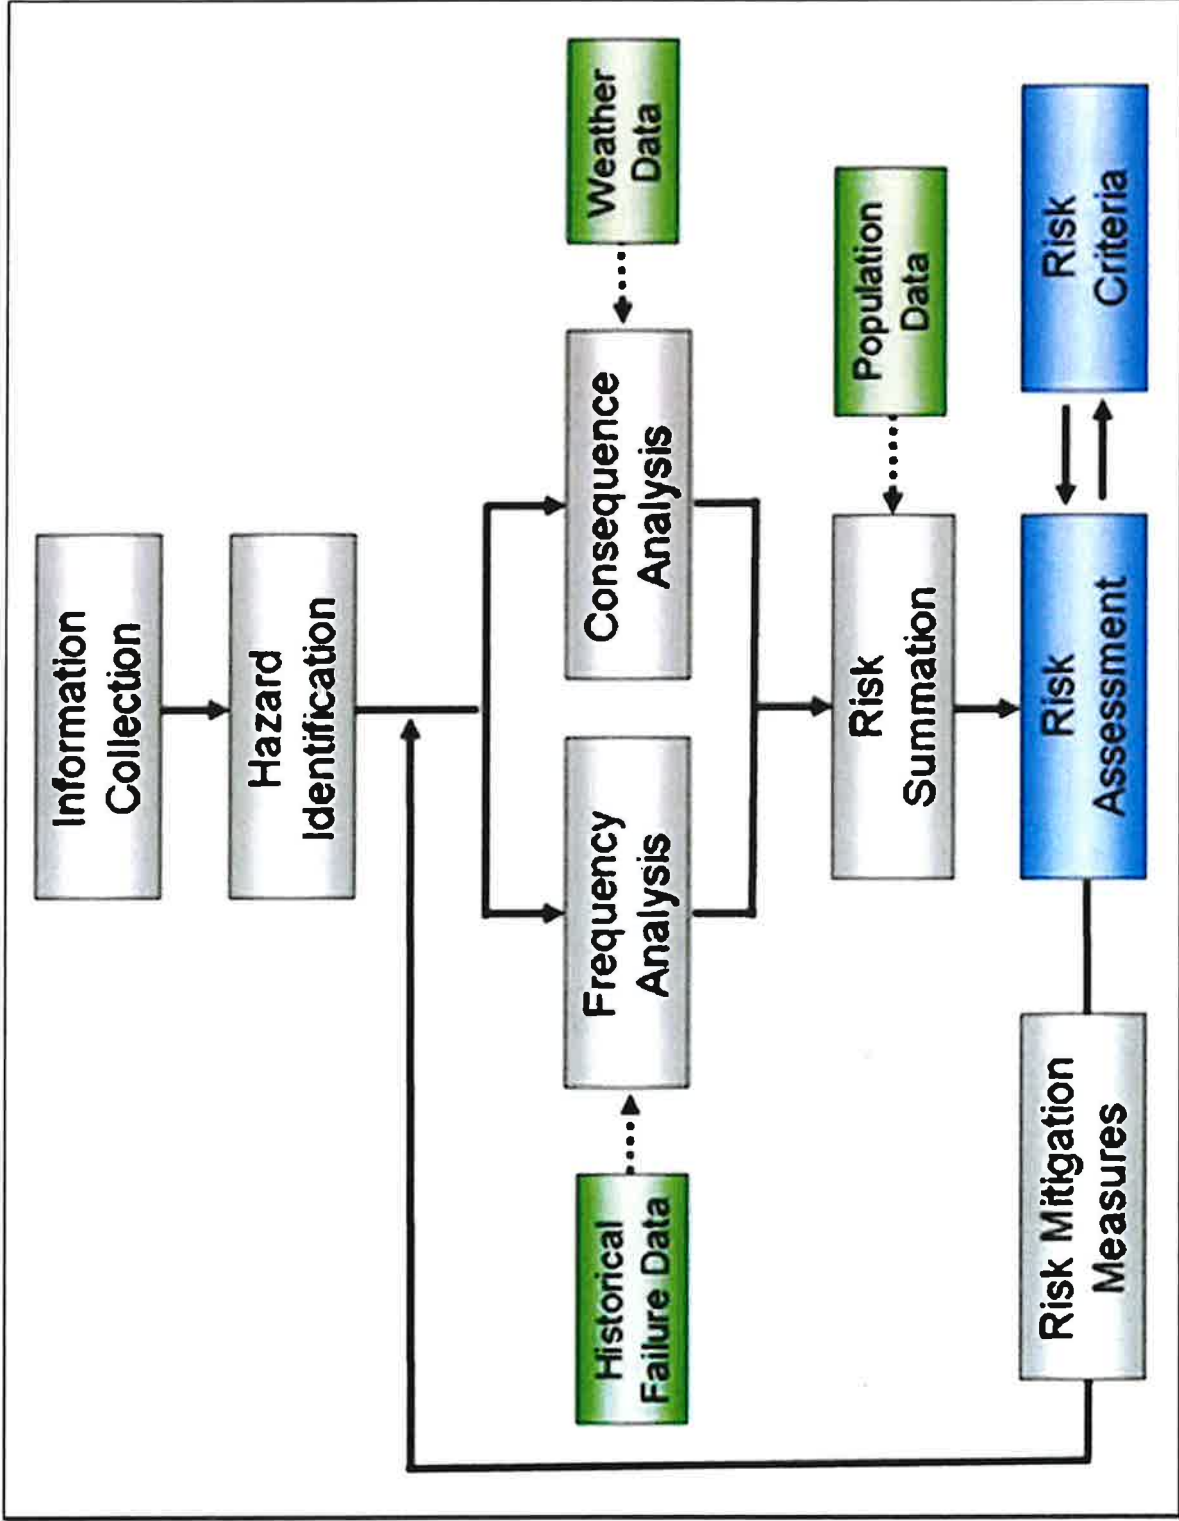 Information
Collection
Hazard
Identification
Historical
Failure Data
Frequency
Analysis
Consequence
Analysis
Weather
Data
Risk
Summation
Population
Data
Risk Mitigation
Measures
Risk
Assessment
Risk
Criteria